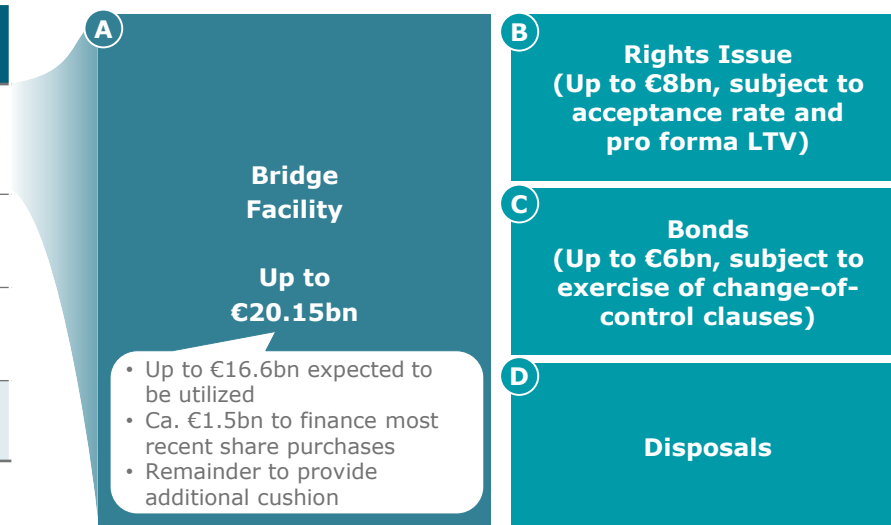 A
Bridge
Facility
Up to
€20.15bn
• Up to €16.6bn expected to
be utilized
• Ca. €1.5bn to finance most
recent share purchases
• Remainder to provide
additional cushion
B
Rights Issue
(Up to €8bn, subject to
acceptance rate and
pro forma LTV)
C
Bonds
(Up to €6bn, subject to
exercise of change-of-
control clauses)
D
Disposals